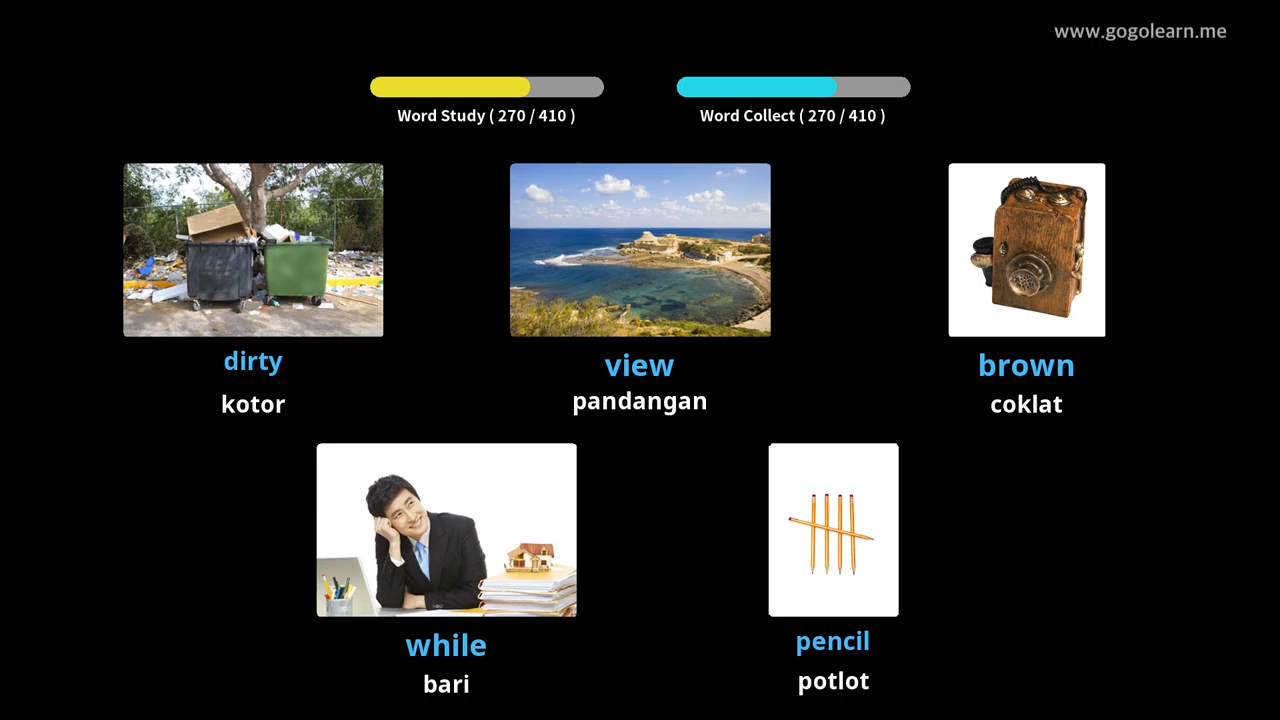 www.gogolearn.me
Word Study ( 270 / 410 )
Word Collect ( 270 / 410 )
dirty
kotor
view
pandangan
brown
coklat
while
bari
pencil
potlot